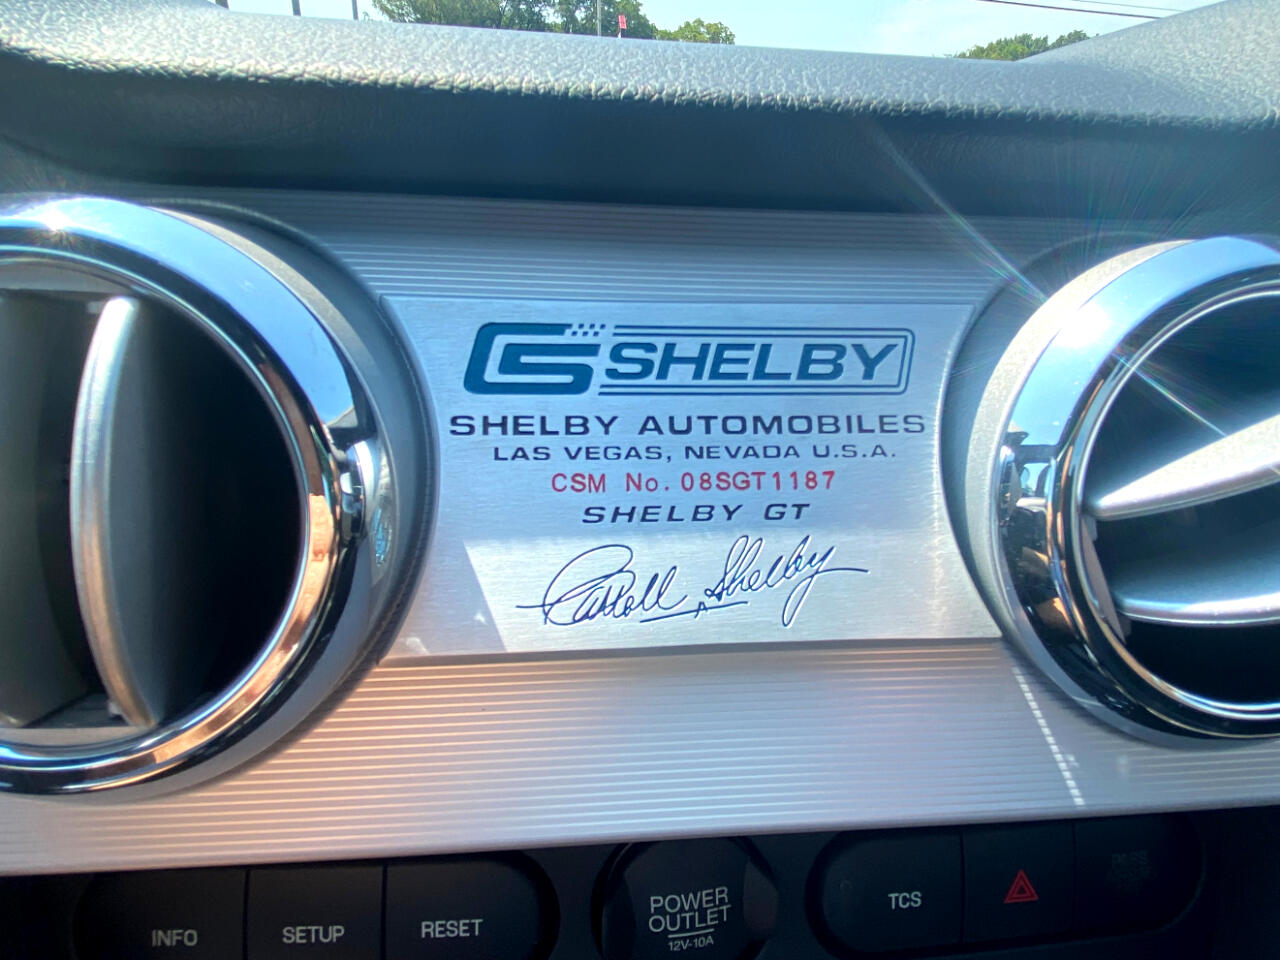 CS SHELBY
SHELBY AUTOMOBILES
LAS VEGAS, NEVADA U.S.A.
CSM No. 08SGT1187
SHELBY GT
Carroll Shelby
INFO
SETUP
RESET
POWER
OUTLET
12V-10A
TCS